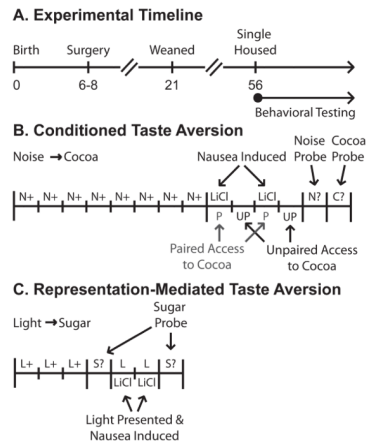 A. Experimental Timeline
Single
Birth Surgery Weaned Housed
0 6-8 21 56
Behavioral Testing
B. Conditioned Taste Aversion
Noise Cocoa
Noise → Cocoa Nausea Induced Probe Probe
N+ N+ N+ N+ N+ N+ N+ N+ LiCl LiCl N? C?
P UP P UP
Paired Access Unpaired Access
to Cocoa to Cocoa
C. Representation-Mediated Taste Aversion
Sugar
Light → Sugar Probe
L+ L+ L+ S? L L S?
LiCl LiCl
Light Presented &
Nausea Induced